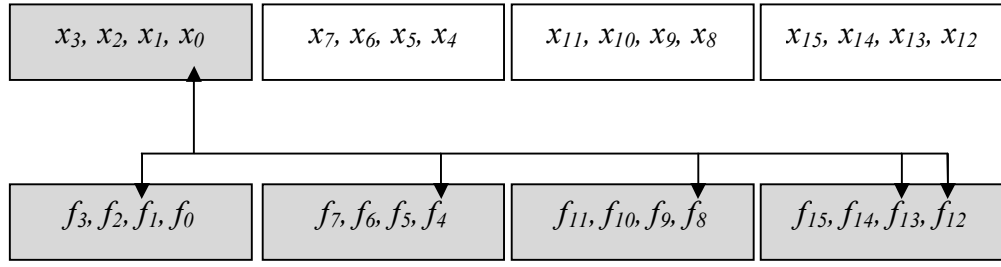 x₃, x₂, x₁, x₀ x₇, x₆, x₅, x₄ x₁₁, x₁₀, x₉, x₈ x₁₅, x₁₄, x₁₃, x₁₂
f₃, f₂, f₁, f₀ f₇, f₆, f₅, f₄ f₁₁, f₁₀, f₉, f₈ f₁₅, f₁₄, f₁₃, f₁₂